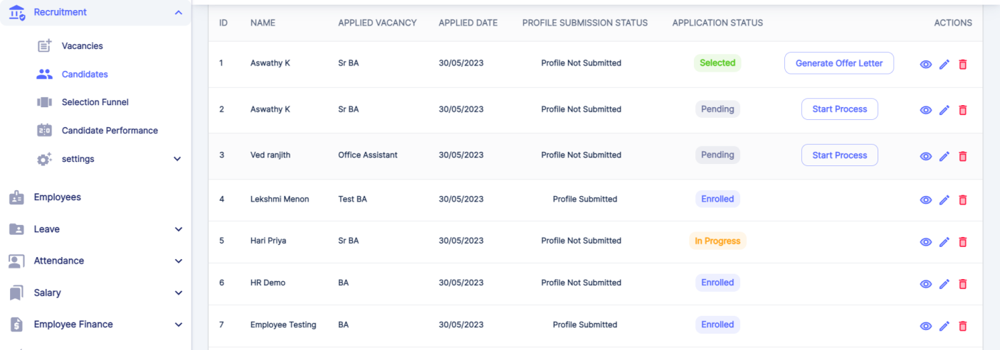 Recruitment
Vacancies
Candidates
Selection Funnel
Candidate Performance
settings
Employees
Leave
Attendance
Salary
Employee Finance
ID NAME APPLIED VACANCY APPLIED DATE PROFILE SUBMISSION STATUS APPLICATION STATUS ACTIONS
1 Aswathy K Sr BA 30/05/2023 Profile Not Submitted Selected Generate Offer Letter
2 Aswathy K Sr BA 30/05/2023 Profile Not Submitted Pending Start Process
3 Ved ranjith Office Assistant 30/05/2023 Profile Not Submitted Pending Start Process
4 Lekshmi Menon Test BA 30/05/2023 Profile Submitted Enrolled
5 Hari Priya Sr BA 30/05/2023 Profile Not Submitted In Progress
6 HR Demo BA 30/05/2023 Profile Not Submitted Enrolled
7 Employee Testing BA 30/05/2023 Profile Submitted Enrolled